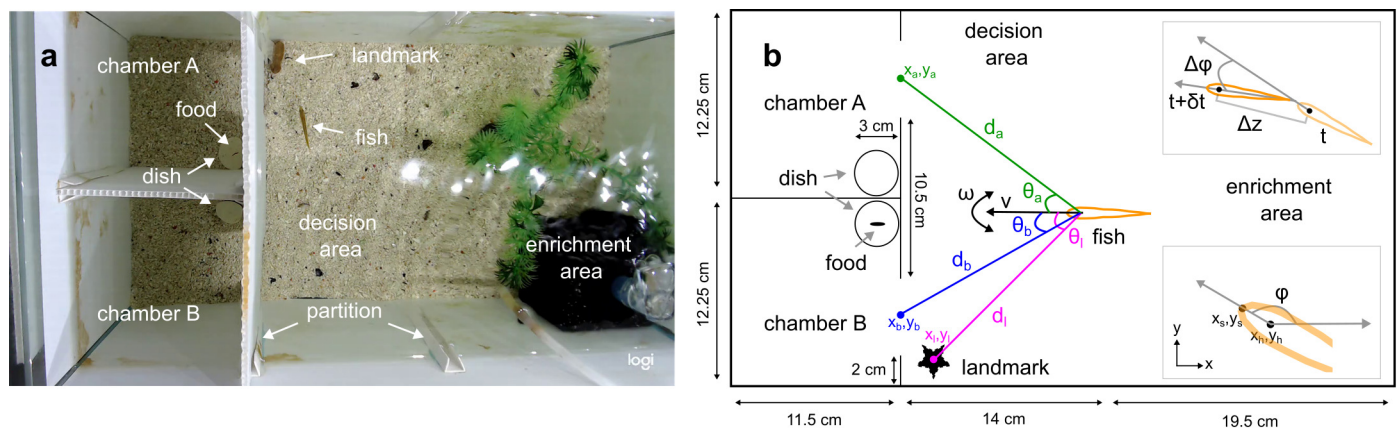 a
landmark
chamber A
food
fish
dish
decision
area
enrichment
area
chamber B
partition
logi
b
decision
area
12.25 cm
12.25 cm
chamber A
3 cm
dish
10.5 cm
food
chamber B
2 cm
xₐ,yₐ
dₐ
θₐ
ω
v
θb
θl
fish
db
dl
xb,yb
xl,yl
landmark
Δφ
t+δt
Δz
t
enrichment
area
φ
xs,ys
xh,yh
y
x
11.5 cm
14 cm
19.5 cm